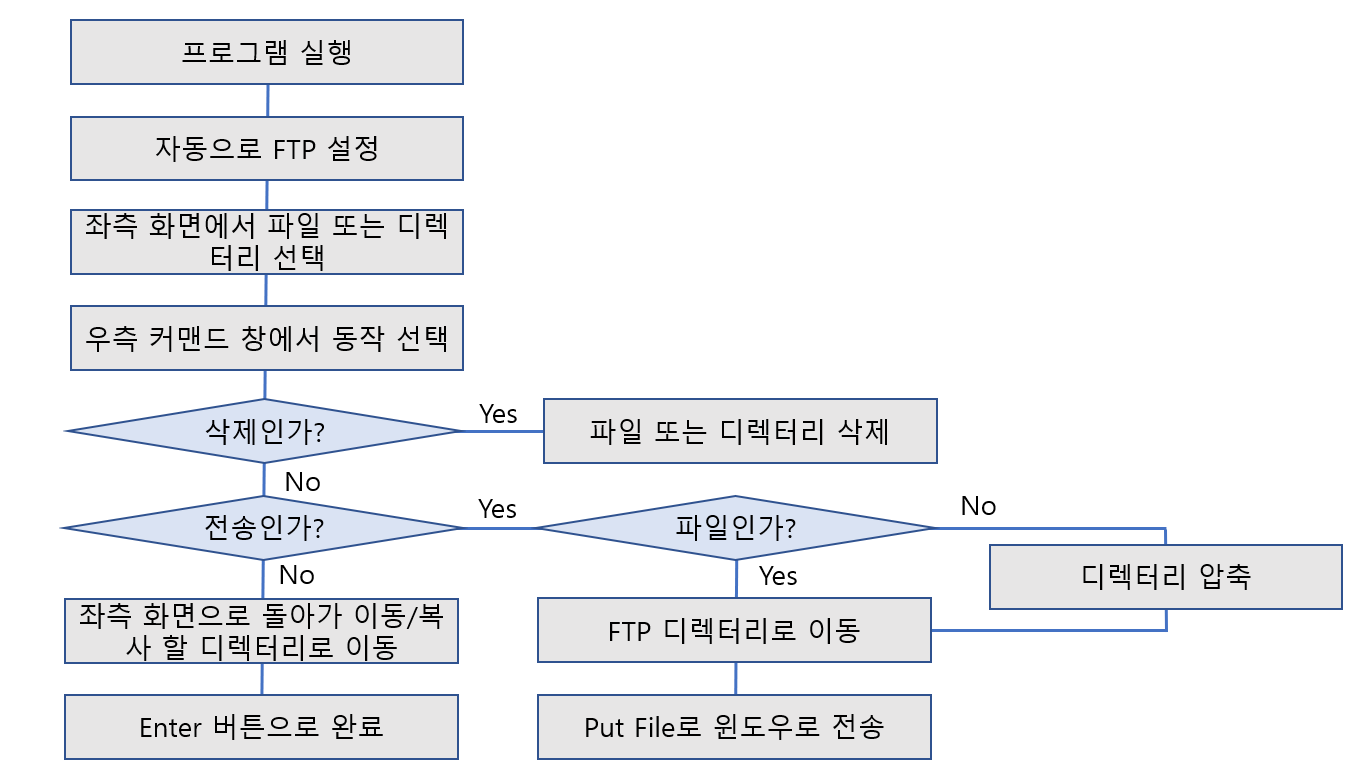 프로그램 실행
자동으로 FTP 설정
좌측 화면에서 파일 또는 디렉
터리 선택
우측 커맨드 창에서 동작 선택
삭제인가?
Yes
파일 또는 디렉터리 삭제
No
전송인가?
Yes
파일인가?
No
디렉터리 압축
No
Yes
좌측 화면으로 돌아가 이동/복
사 할 디렉터리로 이동
FTP 디렉터리로 이동
Enter 버튼으로 완료
Put File로 윈도우로 전송